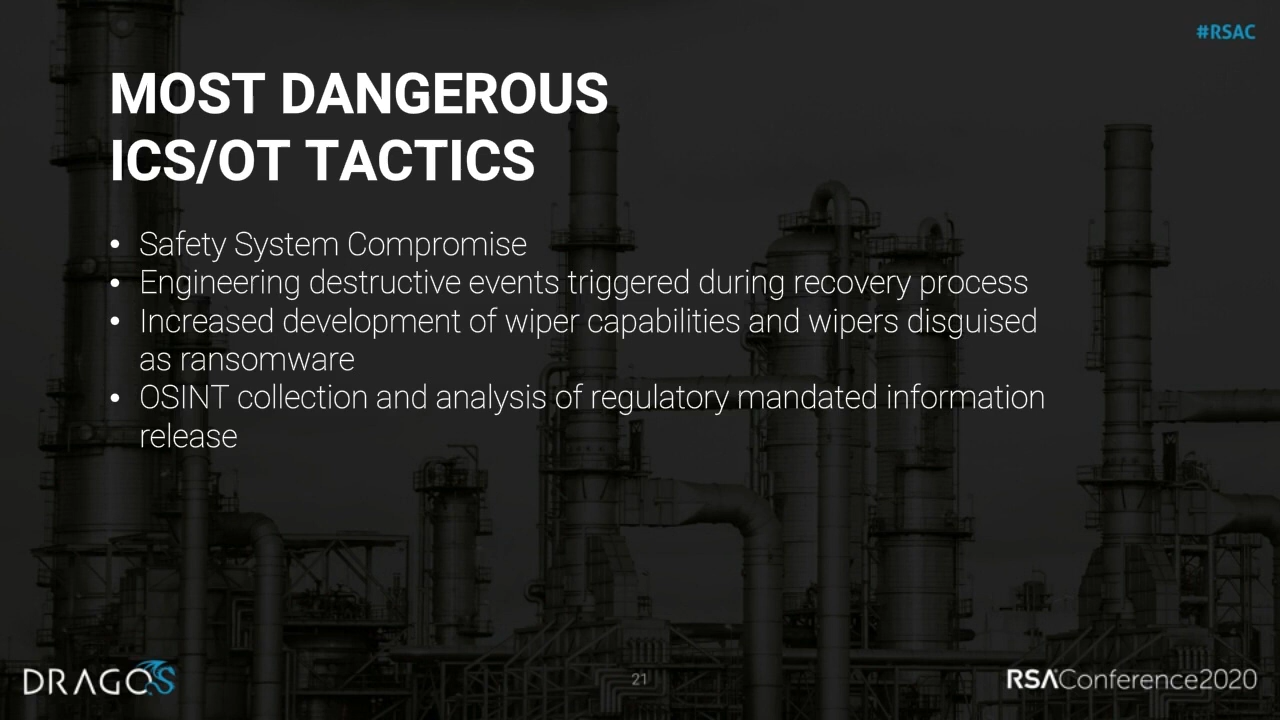 #RSAC
MOST DANGEROUS
ICS/OT TACTICS
• Safety System Compromise
• Engineering destructive events triggered during recovery process
• Increased development of wiper capabilities and wipers disguised
as ransomware
• OSINT collection and analysis of regulatory mandated information
release
DRAGOS
21
RSAConference2020